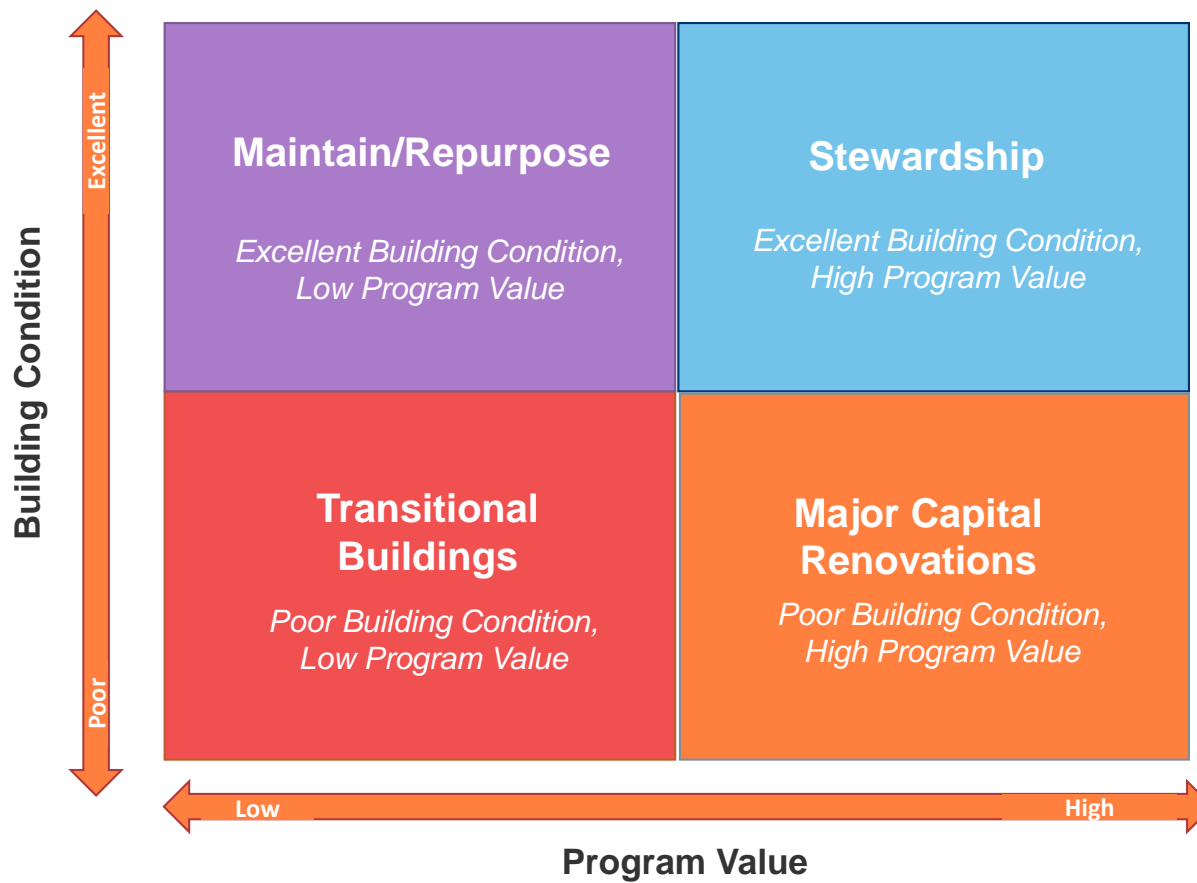 Building Condition
Excellent
Poor
Maintain/Repurpose
Excellent Building Condition,
Low Program Value
Stewardship
Excellent Building Condition,
High Program Value
Transitional
Buildings
Poor Building Condition,
Low Program Value
Major Capital
Renovations
Poor Building Condition,
High Program Value
Low
High
Program Value